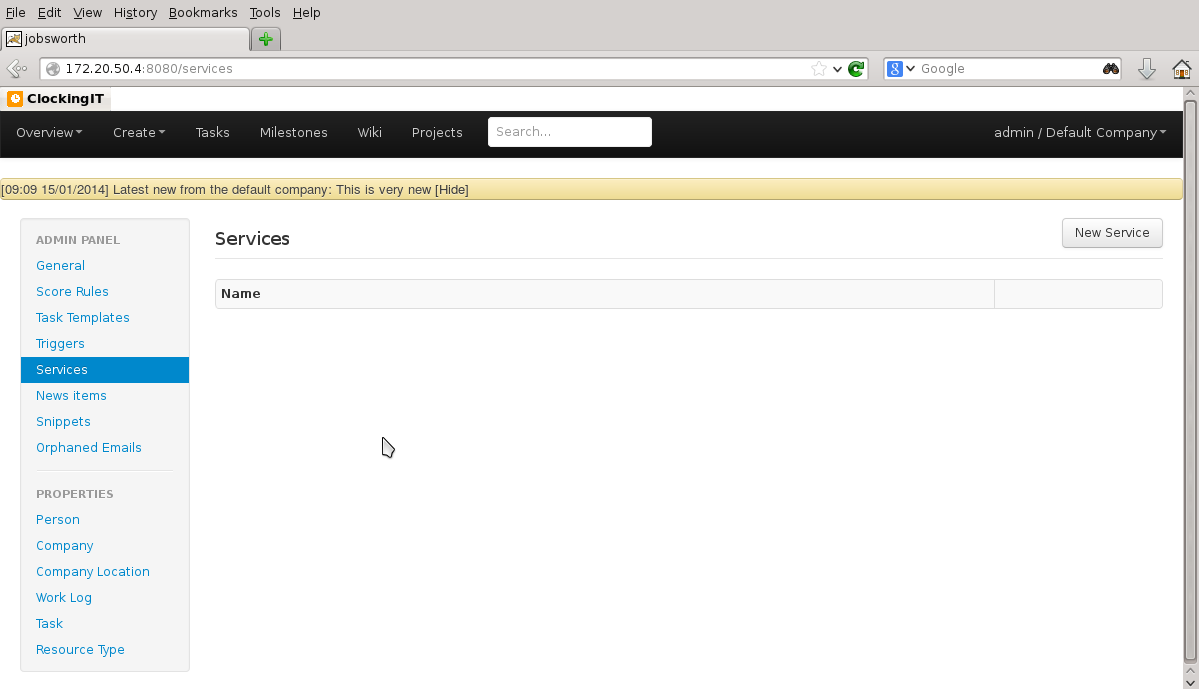 File Edit View History Bookmarks Tools Help
jobsworth
172.20.50.4:8080/services
8 Google
ClockingIT
Overview Create Tasks Milestones Wiki Projects Search... admin / Default Company
[09:09 15/01/2014] Latest new from the default company: This is very new [Hide]
ADMIN PANEL
General
Score Rules
Task Templates
Triggers
Services
News items
Snippets
Orphaned Emails
PROPERTIES
Person
Company
Company Location
Work Log
Task
Resource Type
Services
New Service
Name